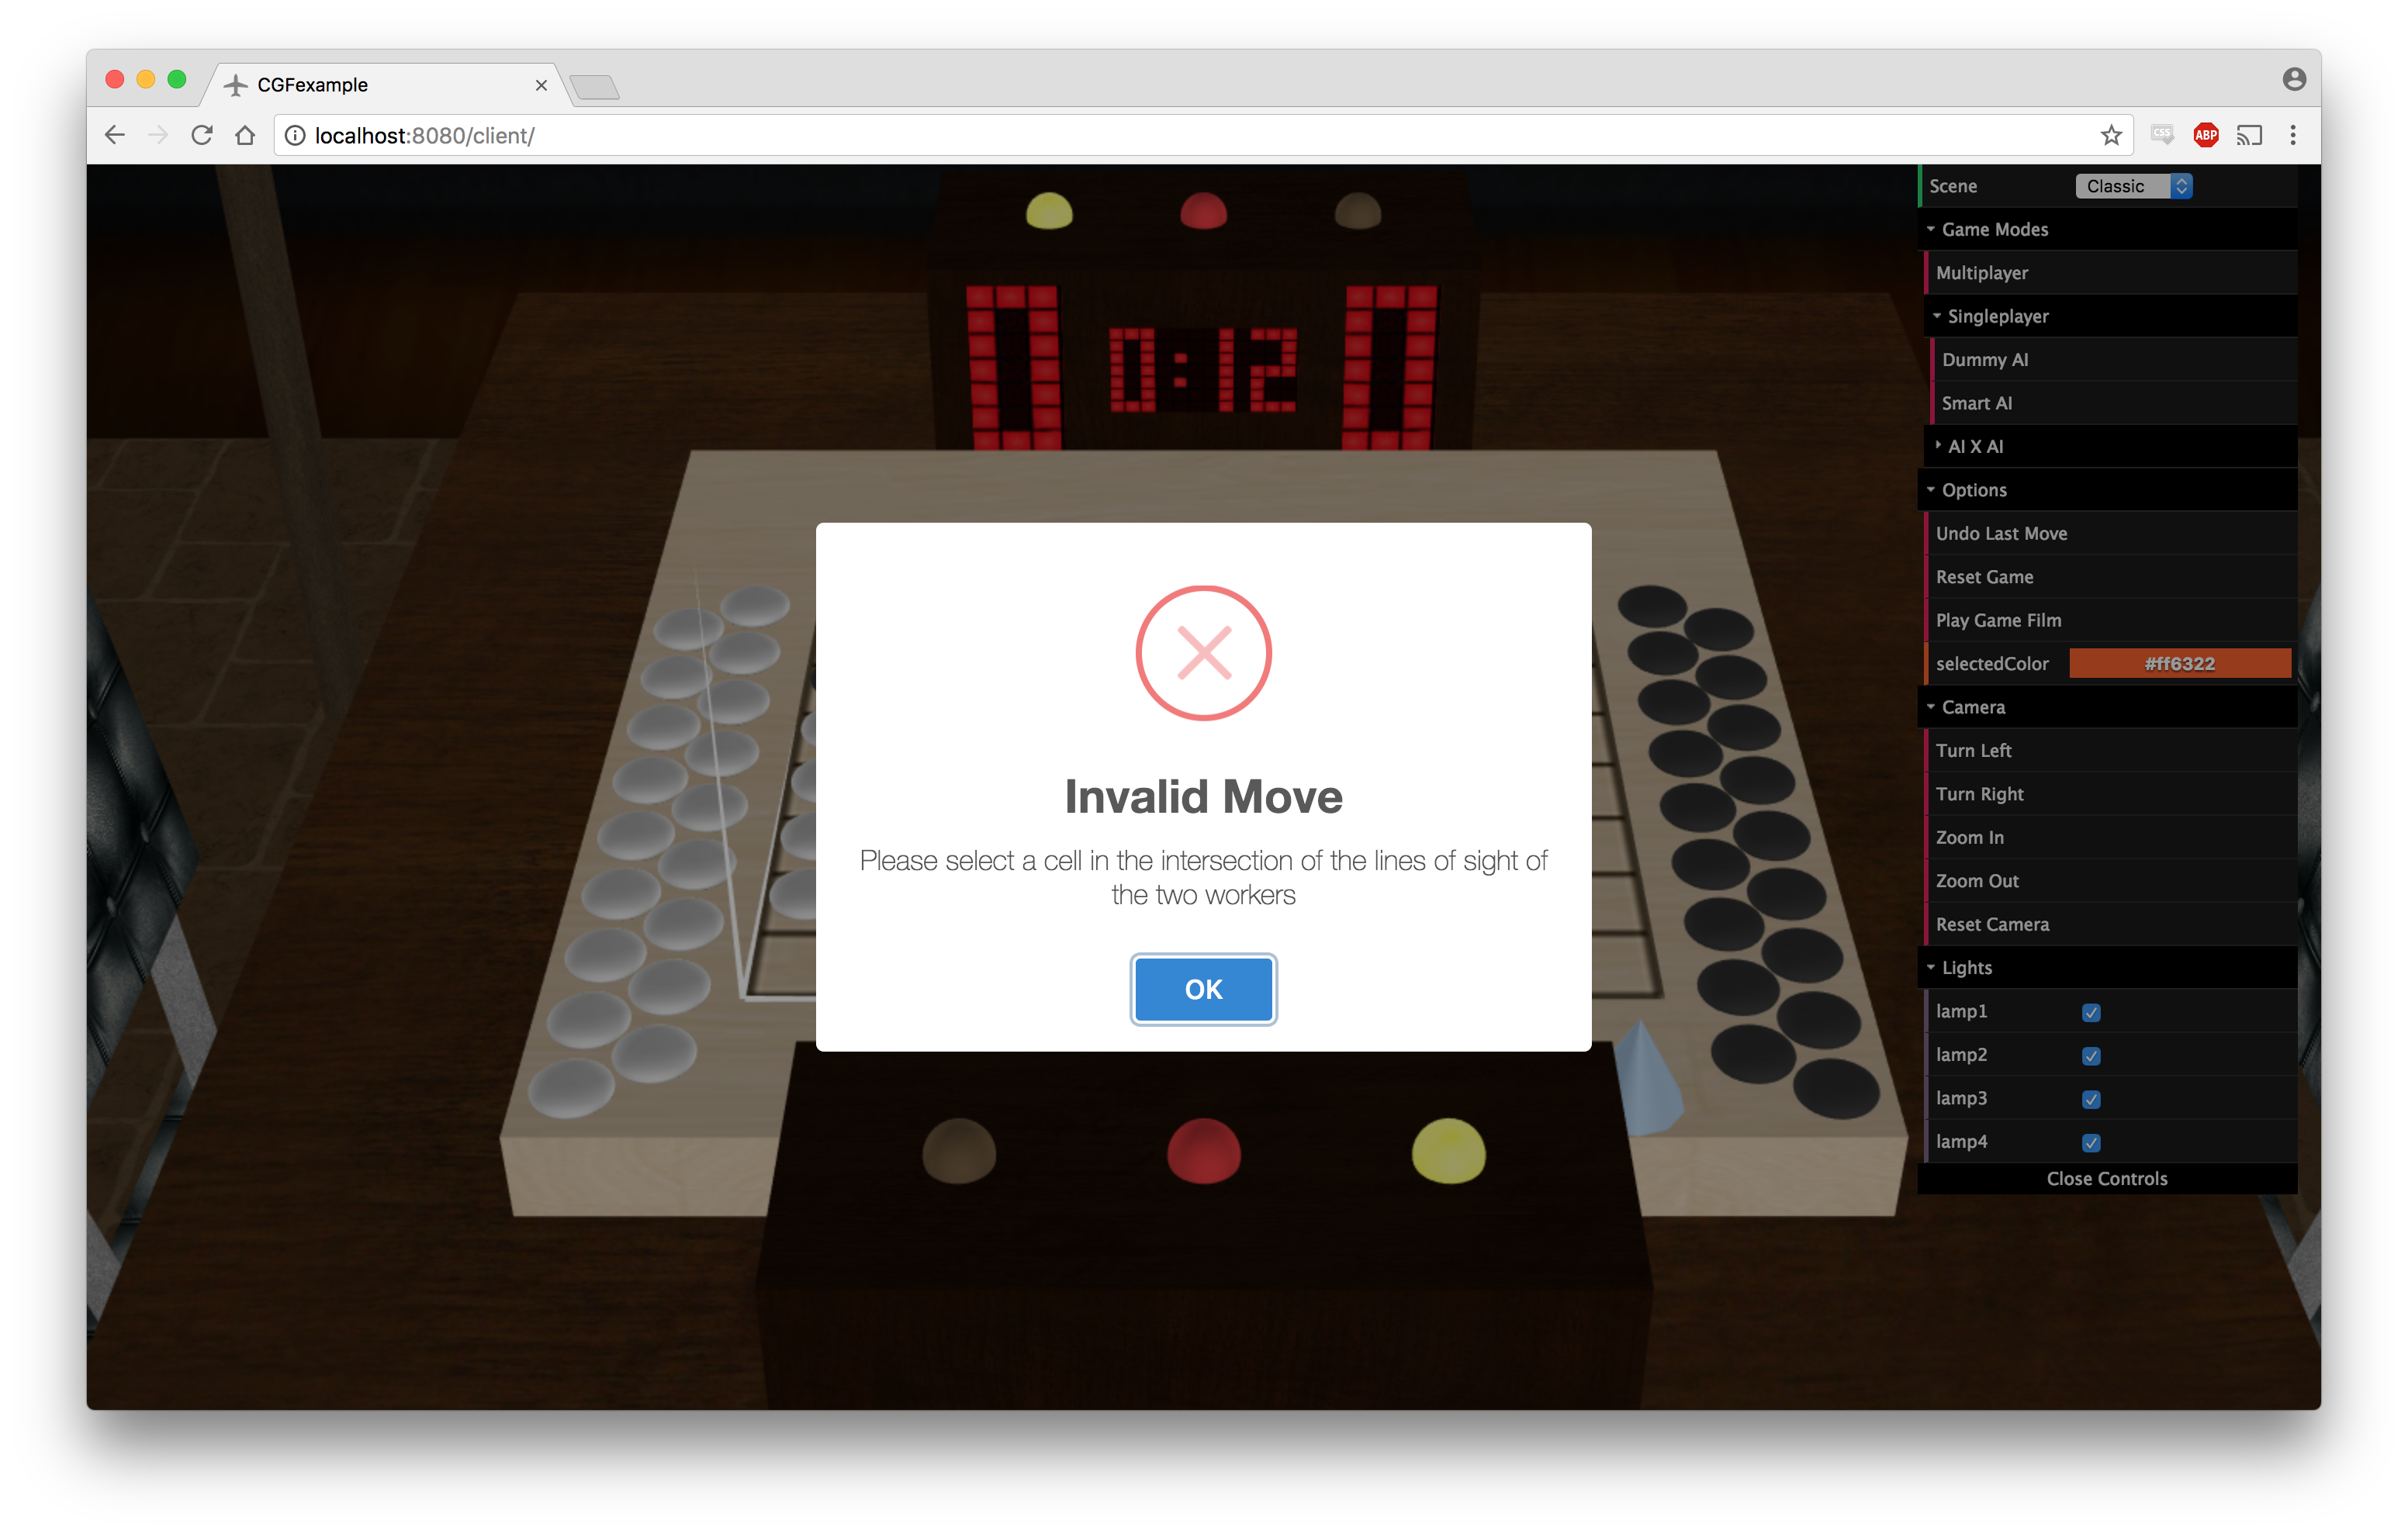 CGFexample
localhost:8080/client/
CSS
ABP
0
0:12
0
Scene Classic
Game Modes
Multiplayer
Singleplayer
Dummy AI
Smart AI
AI X AI
Options
Undo Last Move
Reset Game
Play Game Film
selectedColor #ff6322
Camera
Turn Left
Turn Right
Zoom In
Zoom Out
Reset Camera
Lights
lamp1
lamp2
lamp3
lamp4
Close Controls
Invalid Move
Please select a cell in the intersection of the lines of sight of
the two workers
OK